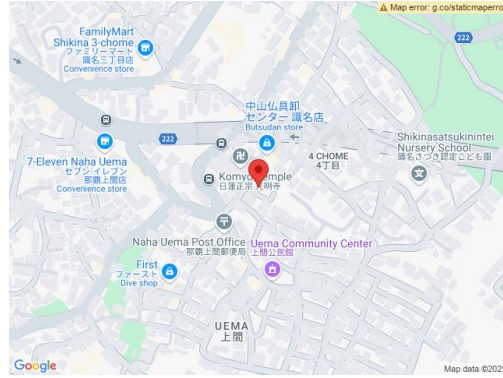 Map error: g.co/staticmaperro
FamilyMart
Shikina 3-chome
ファミリーマート
識名三丁目店
Convenience store
222
222
中山仏具卸
センター 識名店
Butsudan store
Shikinasatsukinintei
Nursery School
識名さつき認定こども園
7-Eleven Naha Uema
セブン-イレブン
那覇上間店
Convenience store
4 CHOME
4丁目
Komyo Temple
日蓮正宗 光明寺
Naha Uema Post Office
那覇上間郵便局
Uema Community Center
上間公民館
First
ファースト
Dive shop
UEMA
上間
Google
Map data ©202